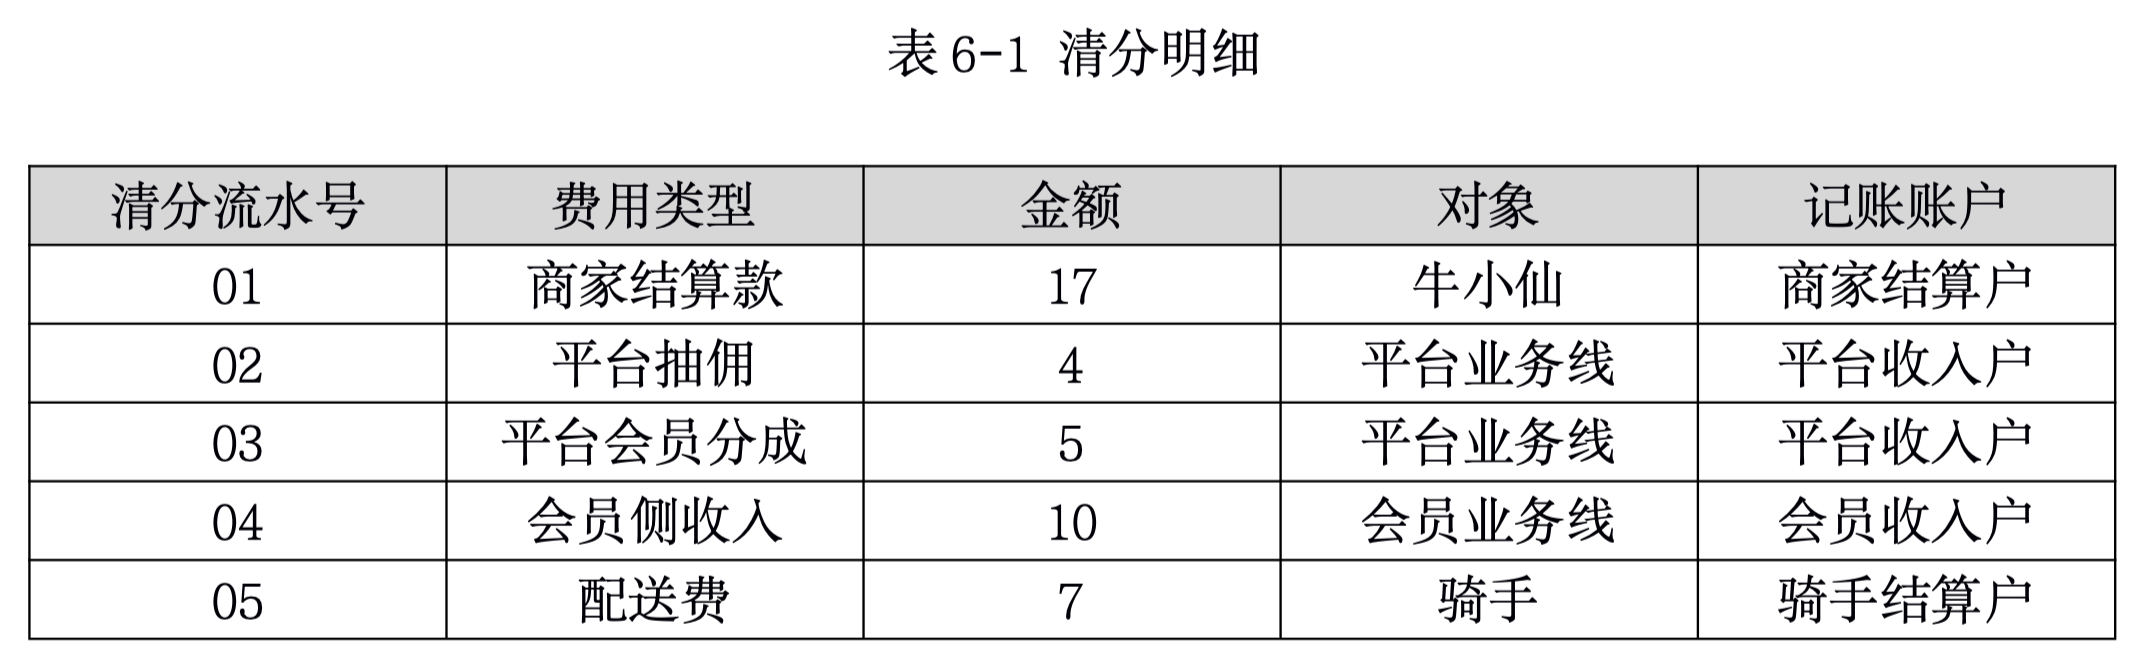 表 6-1 清分明细
清分流水号 费用类型 金额 对象 记账账户
01 商家结算款 17 牛小仙 商家结算户
02 平台抽佣 4 平台业务线 平台收入户
03 平台会员分成 5 平台业务线 平台收入户
04 会员侧收入 10 会员业务线 会员收入户
05 配送费 7 骑手 骑手结算户